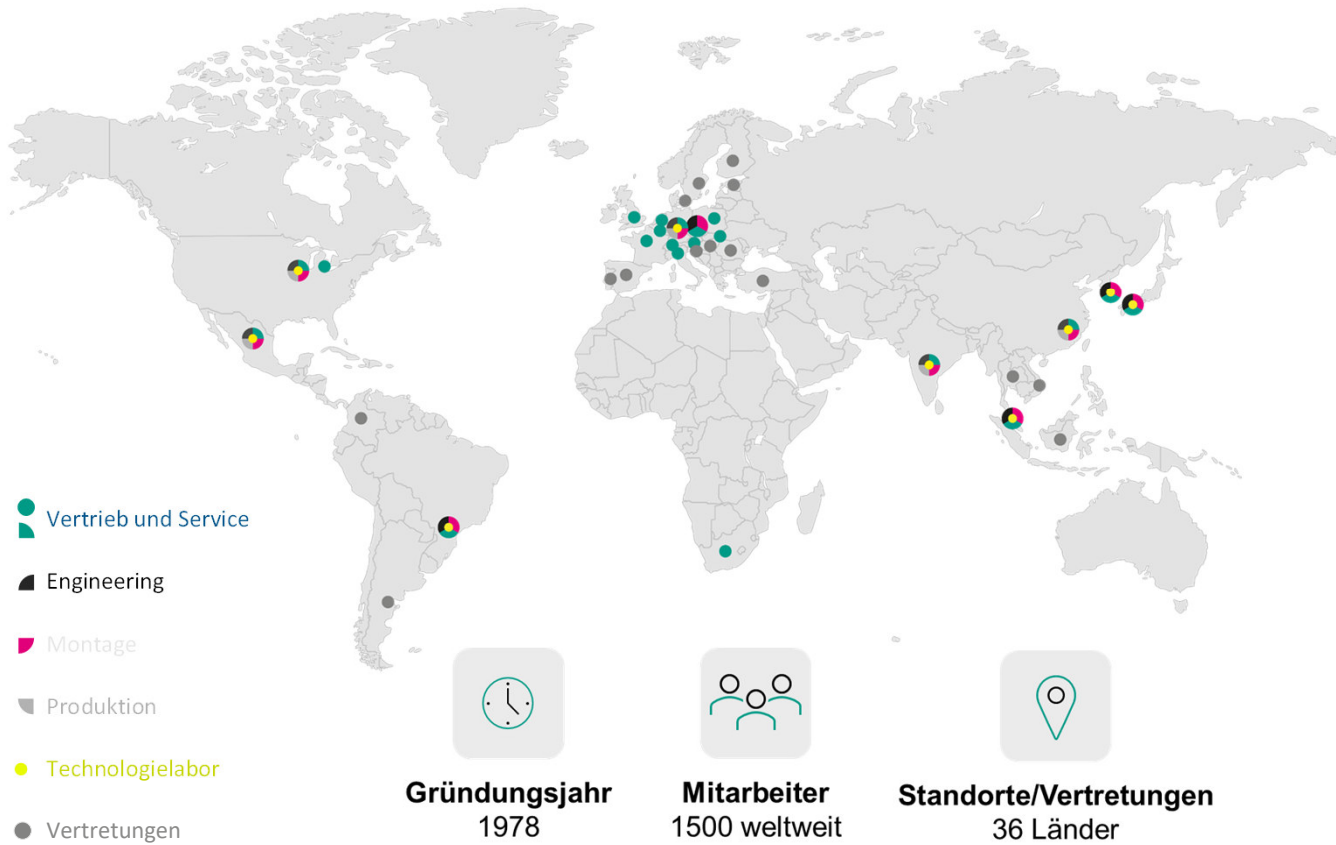 Vertrieb und Service
Engineering
Montage
Produktion
Technologielabor
Vertretungen
Gründungsjahr
1978
Mitarbeiter
1500 weltweit
Standorte/Vertretungen
36 Länder